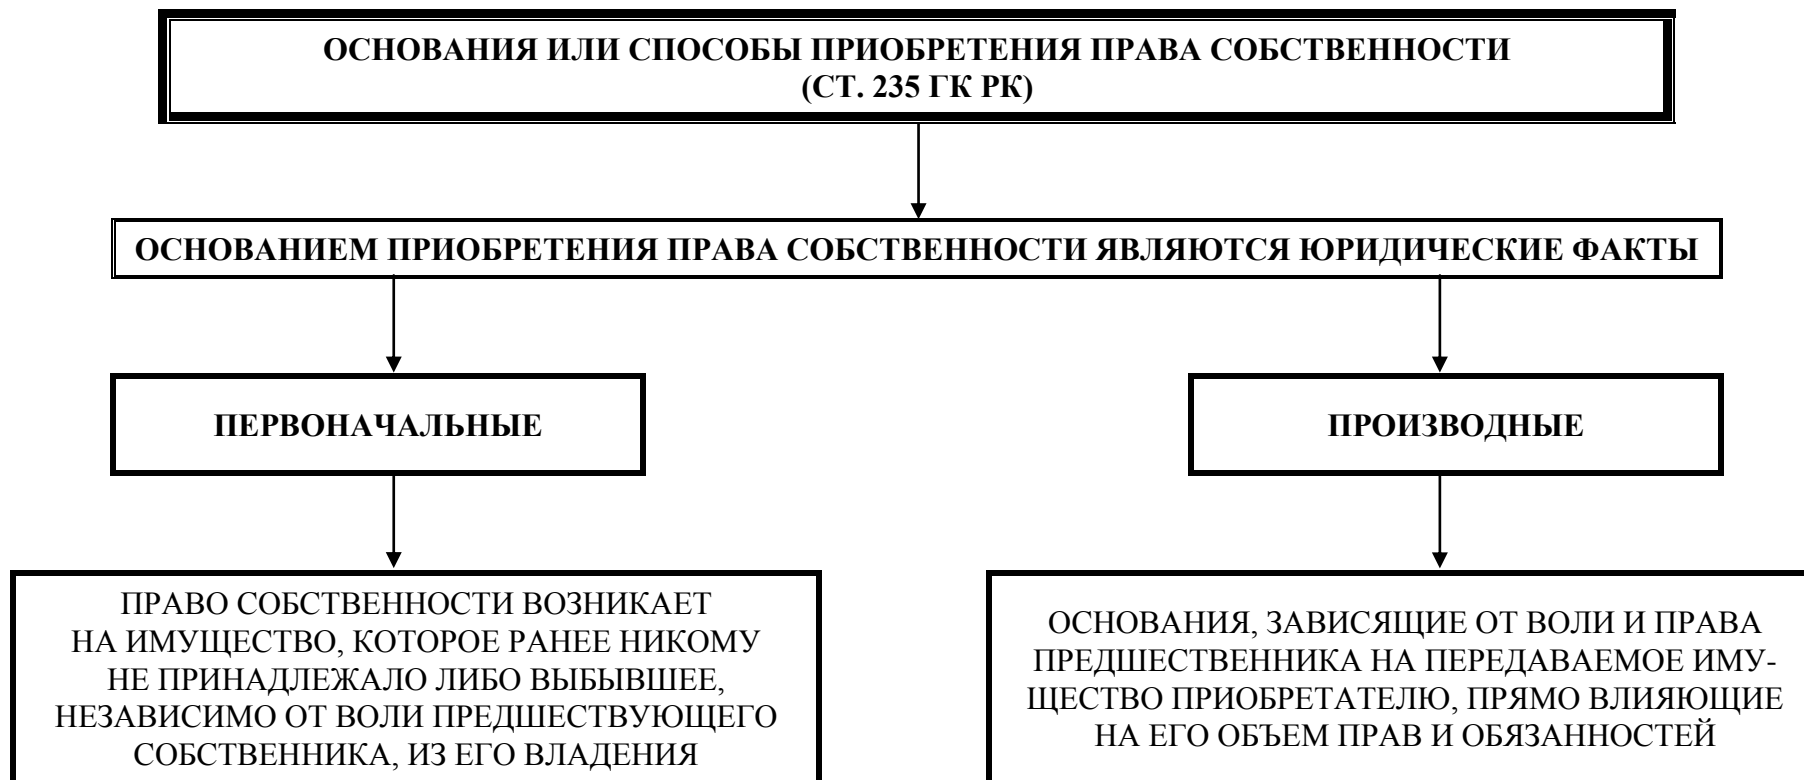 ОСНОВАНИЯ ИЛИ СПОСОБЫ ПРИОБРЕТЕНИЯ ПРАВА СОБСТВЕННОСТИ
(СТ. 235 ГК РК)
ОСНОВАНИЕМ ПРИОБРЕТЕНИЯ ПРАВА СОБСТВЕННОСТИ ЯВЛЯЮТСЯ ЮРИДИЧЕСКИЕ ФАКТЫ
ПЕРВОНАЧАЛЬНЫЕ
ПРОИЗВОДНЫЕ
ПРАВО СОБСТВЕННОСТИ ВОЗНИКАЕТ
НА ИМУЩЕСТВО, КОТОРОЕ РАНЕЕ НИКОМУ
НЕ ПРИНАДЛЕЖАЛО ЛИБО ВЫБЫВШЕЕ,
НЕЗАВИСИМО ОТ ВОЛИ ПРЕДШЕСТВУЮЩЕГО
СОБСТВЕННИКА, ИЗ ЕГО ВЛАДЕНИЯ
ОСНОВАНИЯ, ЗАВИСЯЩИЕ ОТ ВОЛИ И ПРАВА
ПРЕДШЕСТВЕННИКА НА ПЕРЕДАВАЕМОЕ ИМУ-
ЩЕСТВО ПРИОБРЕТАТЕЛЮ, ПРЯМО ВЛИЯЮЩИЕ
НА ЕГО ОБЪЕМ ПРАВ И ОБЯЗАННОСТЕЙ